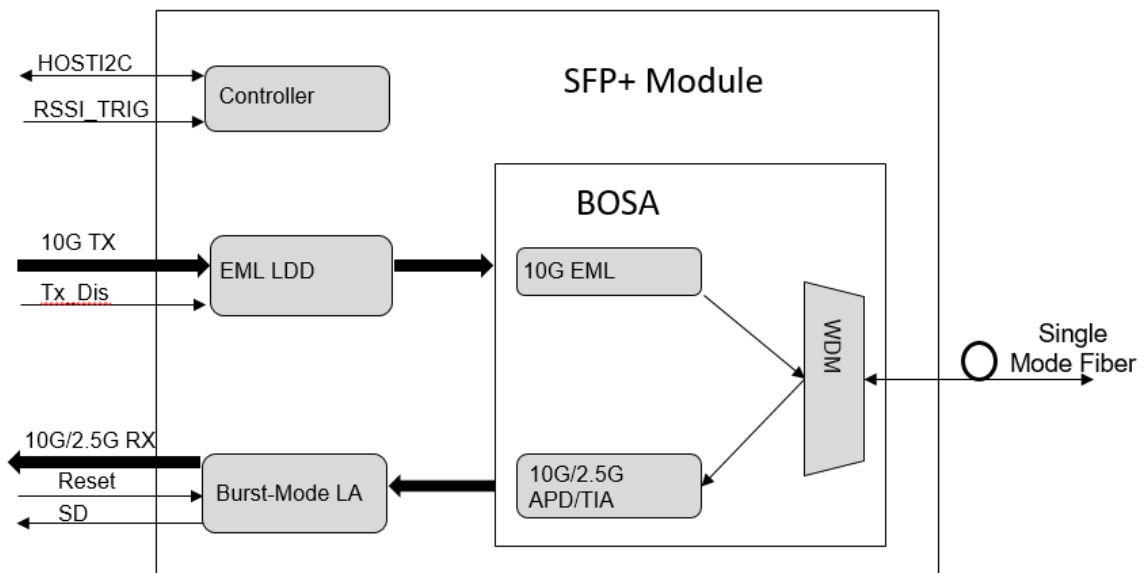 HOSTI2C
RSSI_TRIG
Controller
SFP+ Module
BOSA
10G TX
Tx_Dis
EML LDD
10G EML
WDM
Single
Mode Fiber
10G/2.5G RX
Reset
SD
Burst-Mode LA
10G/2.5G
APD/TIA